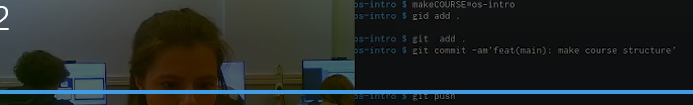 2
os-intro $ makeCOURSE=os-intro
os-intro $ gid add .
os-intro $ git  add .
os-intro $ git commit -am'feat(main): make course structure'
os-intro $ git push